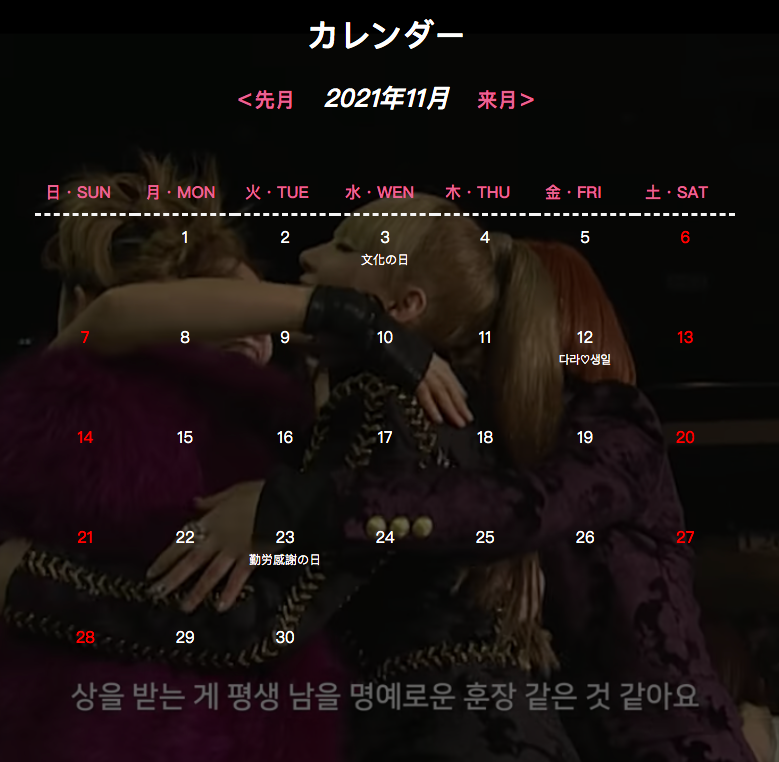 カレンダー
<先月 2021年11月 来月>
日・SUN 月・MON 火・TUE 水・WEN 木・THU 金・FRI 土・SAT
1 2 3 4 5 6
文化の日
7 8 9 10 11 12 13
다라♡생일
14 15 16 17 18 19 20
21 22 23 24 25 26 27
勤労感謝の日
28 29 30
상을 받는 게 평생 남을 명예로운 훈장 같은 것 같아요